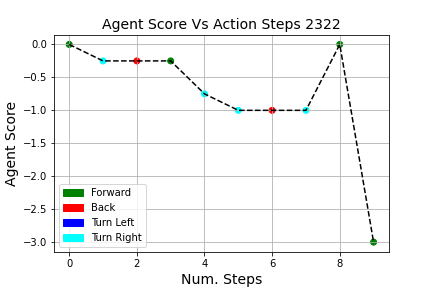 Agent Score Vs Action Steps 2322
Agent Score
0.0
−0.5
−1.0
−1.5
−2.0
−2.5
−3.0
Forward
Back
Turn Left
Turn Right
0 2 4 6 8
Num. Steps